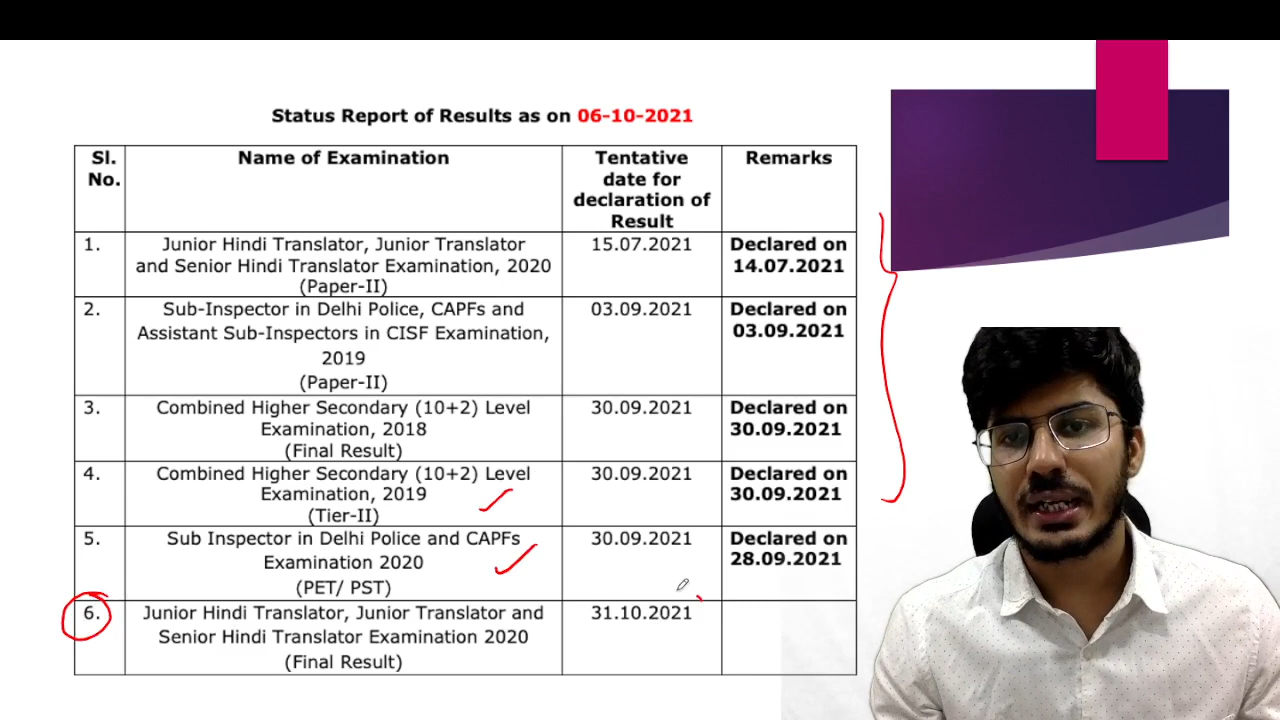 Status Report of Results as on 06-10-2021
Sl. No.
Name of Examination
Tentative date for declaration of Result
Remarks
1.
Junior Hindi Translator, Junior Translator
and Senior Hindi Translator Examination, 2020
(Paper-II)
15.07.2021
Declared on
14.07.2021
2.
Sub-Inspector in Delhi Police, CAPFs and
Assistant Sub-Inspectors in CISF Examination,
2019
(Paper-II)
03.09.2021
Declared on
03.09.2021
3.
Combined Higher Secondary (10+2) Level
Examination, 2018
(Final Result)
30.09.2021
Declared on
30.09.2021
4.
Combined Higher Secondary (10+2) Level
Examination, 2019
(Tier-II)
30.09.2021
Declared on
30.09.2021
5.
Sub Inspector in Delhi Police and CAPFs
Examination 2020
(PET/ PST)
30.09.2021
Declared on
28.09.2021
6.
Junior Hindi Translator, Junior Translator and
Senior Hindi Translator Examination 2020
(Final Result)
31.10.2021